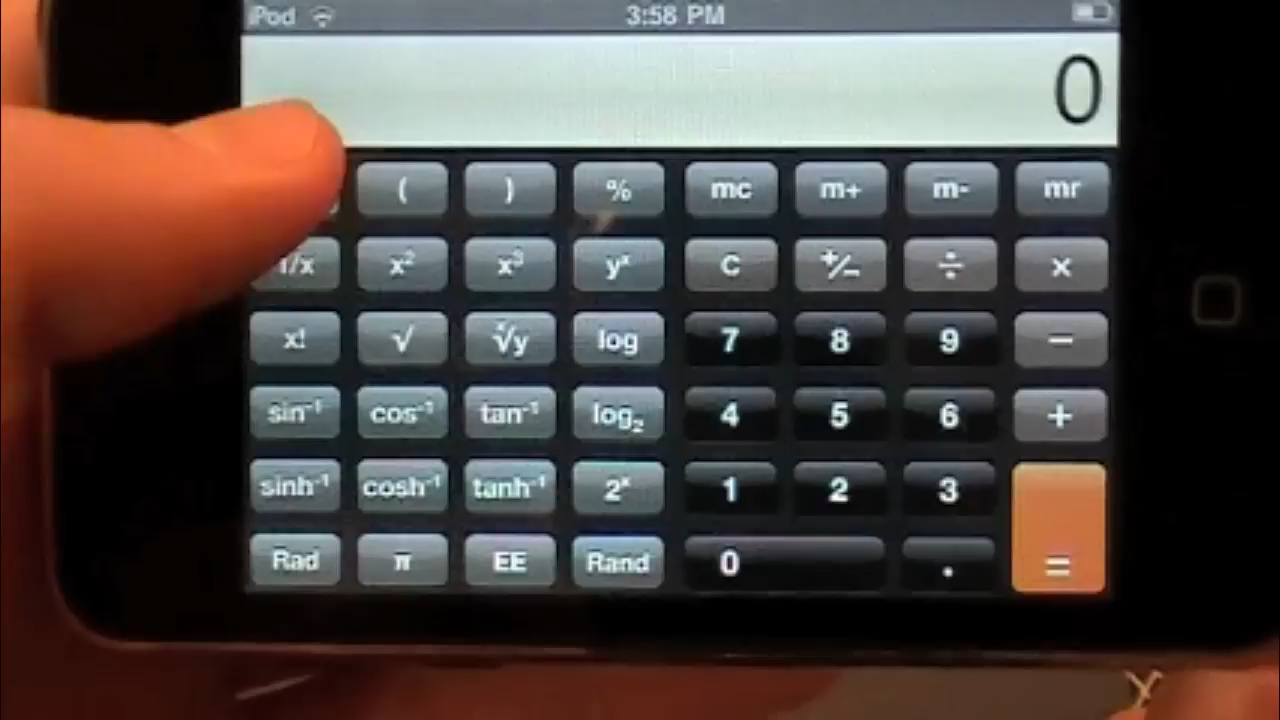 iPod 3:58 PM
0
( ) % mc m+ m- mr
1/x x² x³ yˣ C +/− ÷ ×
x! √ ˣ√y log 7 8 9 −
sin⁻¹ cos⁻¹ tan⁻¹ log₂ 4 5 6 +
sinh⁻¹ cosh⁻¹ tanh⁻¹ 2ˣ 1 2 3
Rad π EE Rand 0 . =